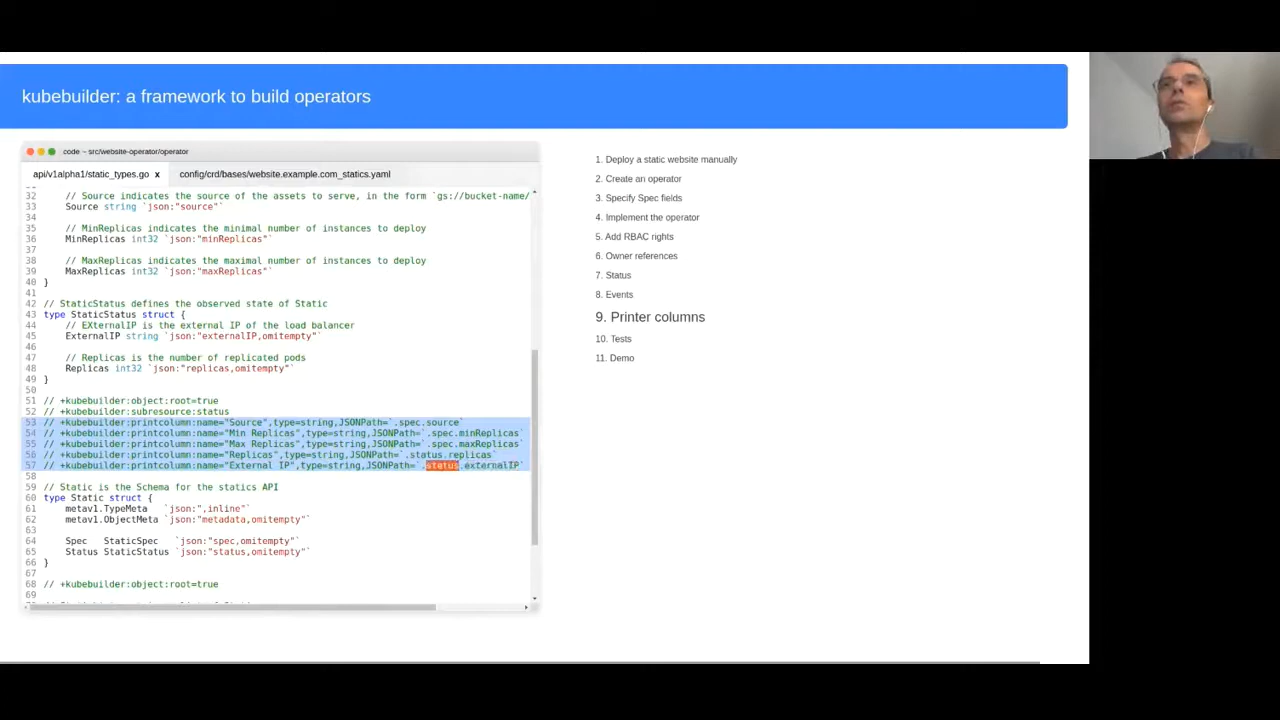 kubebuilder: a framework to build operators
code – src/website-operator/operator
api/v1alpha1/static_types.go x config/crd/bases/website.example.com_statics.yaml
32 // Source indicates the source of the assets to serve, in the form `gs://bucket-name/
33 Source string `json:"source"`
34
35 // MinReplicas indicates the minimal number of instances to deploy
36 MinReplicas int32 `json:"minReplicas"`
37
38 // MaxReplicas indicates the maximal number of instances to deploy
39 MaxReplicas int32 `json:"maxReplicas"`
40 }
41
42 // StaticStatus defines the observed state of Static
43 type StaticStatus struct {
44 // EXternalIP is the external IP of the load balancer
45 ExternalIP string `json:"externalIP,omitempty"`
46
47 // Replicas is the number of replicated pods
48 Replicas int32 `json:"replicas,omitempty"`
49 }
50
51 // +kubebuilder:object:root=true
52 // +kubebuilder:subresource:status
53 // +kubebuilder:printcolumn:name="Source",type=string,JSONPath=`.spec.source`
54 // +kubebuilder:printcolumn:name="Min Replicas",type=string,JSONPath=`.spec.minReplicas`
55 // +kubebuilder:printcolumn:name="Max Replicas",type=string,JSONPath=`.spec.maxReplicas`
56 // +kubebuilder:printcolumn:name="Replicas",type=string,JSONPath=`.status.replicas`
57 // +kubebuilder:printcolumn:name="External IP",type=string,JSONPath=`.status.externalIP`
58
59 // Static is the Schema for the statics API
60 type Static struct {
61 metav1.TypeMeta `json:",inline"`
62 metav1.ObjectMeta `json:"metadata,omitempty"`
63
64 Spec StaticSpec `json:"spec,omitempty"`
65 Status StaticStatus `json:"status,omitempty"`
66 }
67
68 // +kubebuilder:object:root=true
69
1. Deploy a static website manually
2. Create an operator
3. Specify Spec fields
4. Implement the operator
5. Add RBAC rights
6. Owner references
7. Status
8. Events
9. Printer columns
10. Tests
11. Demo